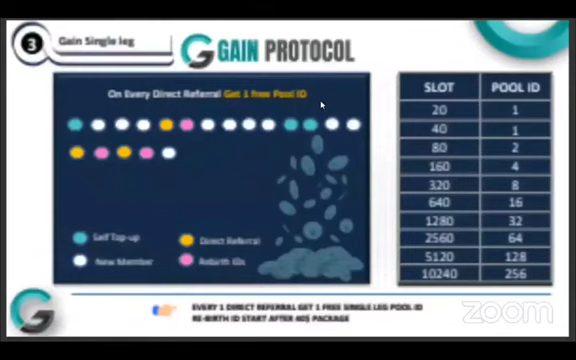 3
Gain Single leg
GAIN PROTOCOL
On Every Direct Referral Get 1 free Pool ID
Self Top-up
Direct Referral
New Member
Rebirth IDs
SLOT POOL ID
20 1
40 1
80 2
160 4
320 8
640 16
1280 32
2560 64
5120 128
10240 256
EVERY 1 DIRECT REFERRAL GET 1 FREE SINGLE LEG POOL ID
RE-BIRTH ID START AFTER 40$ PACKAGE
zoom